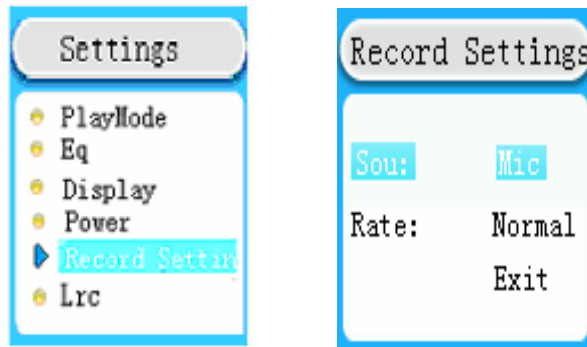 Settings
PlayMode
Eq
Display
Power
Record Settin
Lrc
Record Settings
Sou: Mic
Rate: Normal
Exit